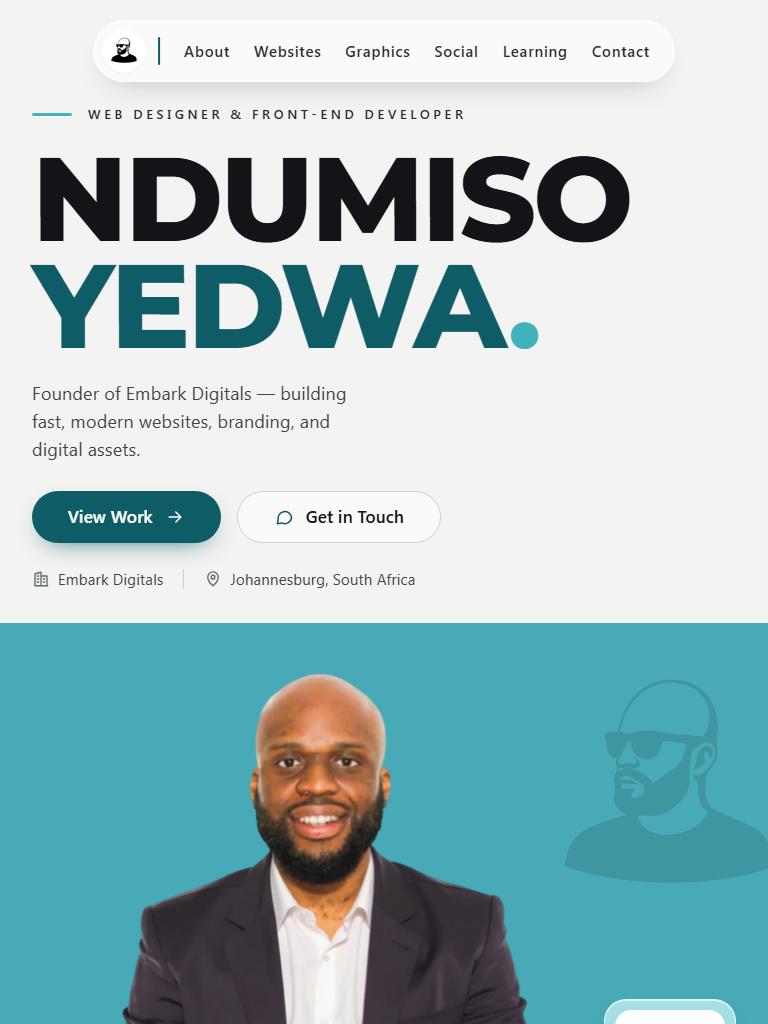 About Websites Graphics Social Learning Contact
WEB DESIGNER & FRONT-END DEVELOPER
NDUMISO
YEDWA.
Founder of Embark Digitals — building
fast, modern websites, branding, and
digital assets.
View Work Get in Touch
Embark Digitals Johannesburg, South Africa